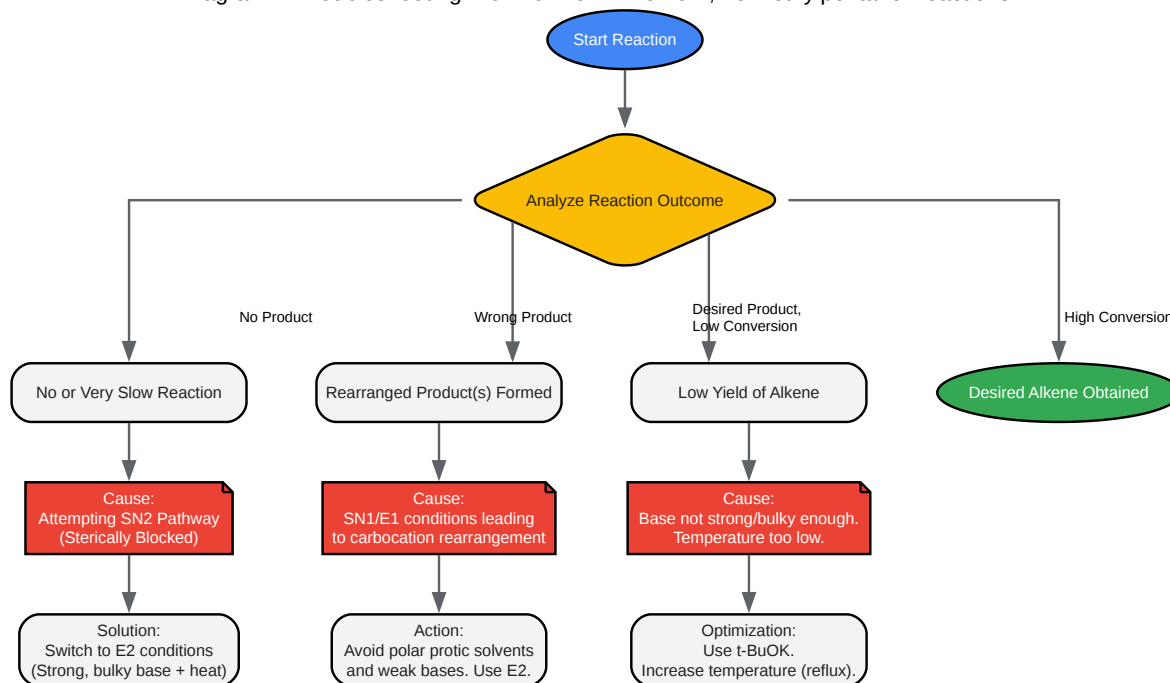 Start Reaction
Analyze Reaction Outcome
No Product
Wrong Product
Desired Product,
Low Conversion
High Conversion
No or Very Slow Reaction
Rearranged Product(s) Formed
Low Yield of Alkene
Desired Alkene Obtained
Cause:
Attempting SN2 Pathway
(Sterically Blocked)
Cause:
SN1/E1 conditions leading
to carbocation rearrangement
Cause:
Base not strong/bulky enough.
Temperature too low.
Solution:
Switch to E2 conditions
(Strong, bulky base + heat)
Action:
Avoid polar protic solvents
and weak bases. Use E2.
Optimization:
Use t-BuOK.
Increase temperature (reflux).